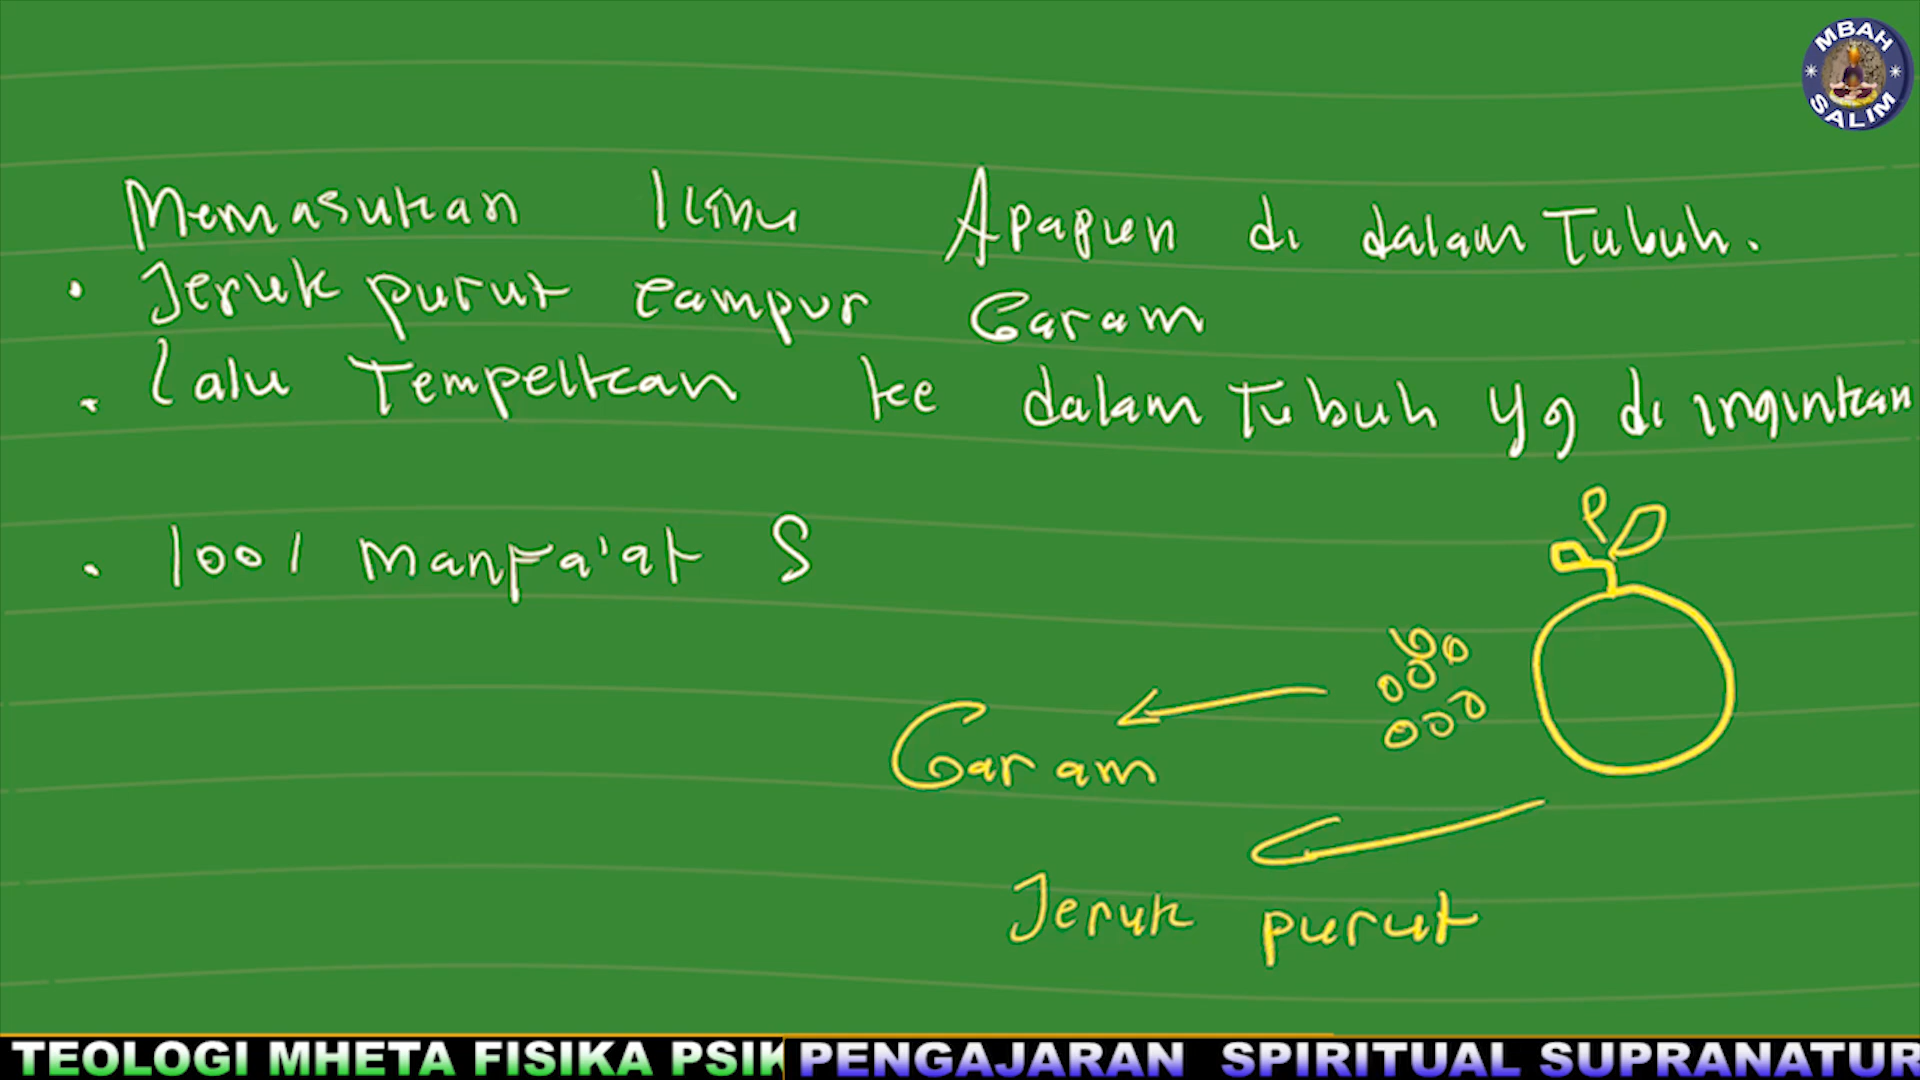 MBAH SALIM
Memasukan Ilmu Apapun di dalam Tubuh.
• Jeruk purut campur Garam
• Lalu Tempelkan ke dalam Tubuh yg di inginkan
• 1001 Manfa'at S
Garam
Jeruk purut
TEOLOGI MHETA FISIKA PSIK PENGAJARAN SPIRITUAL SUPRANATUR